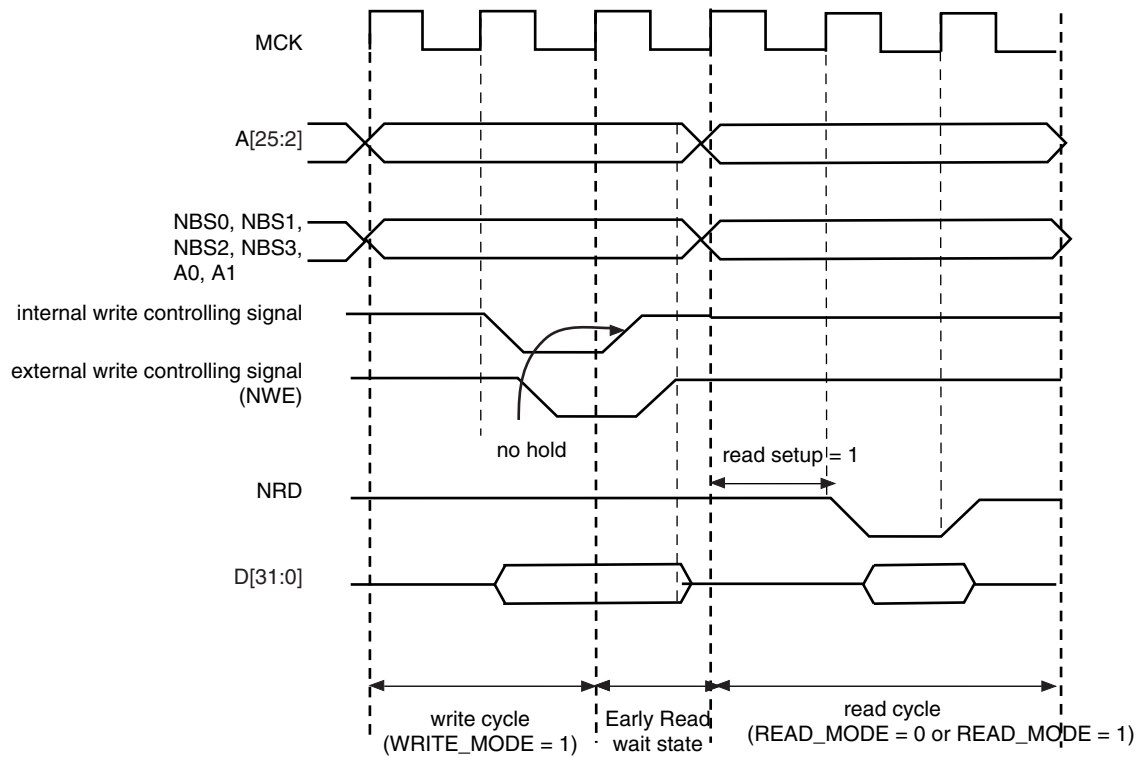 MCK
A[25:2]
NBS0, NBS1,
NBS2, NBS3,
A0, A1
internal write controlling signal
external write controlling signal
(NWE)
no hold
read setup = 1
NRD
D[31:0]
write cycle
(WRITE_MODE = 1)
Early Read
wait state
read cycle
(READ_MODE = 0 or READ_MODE = 1)